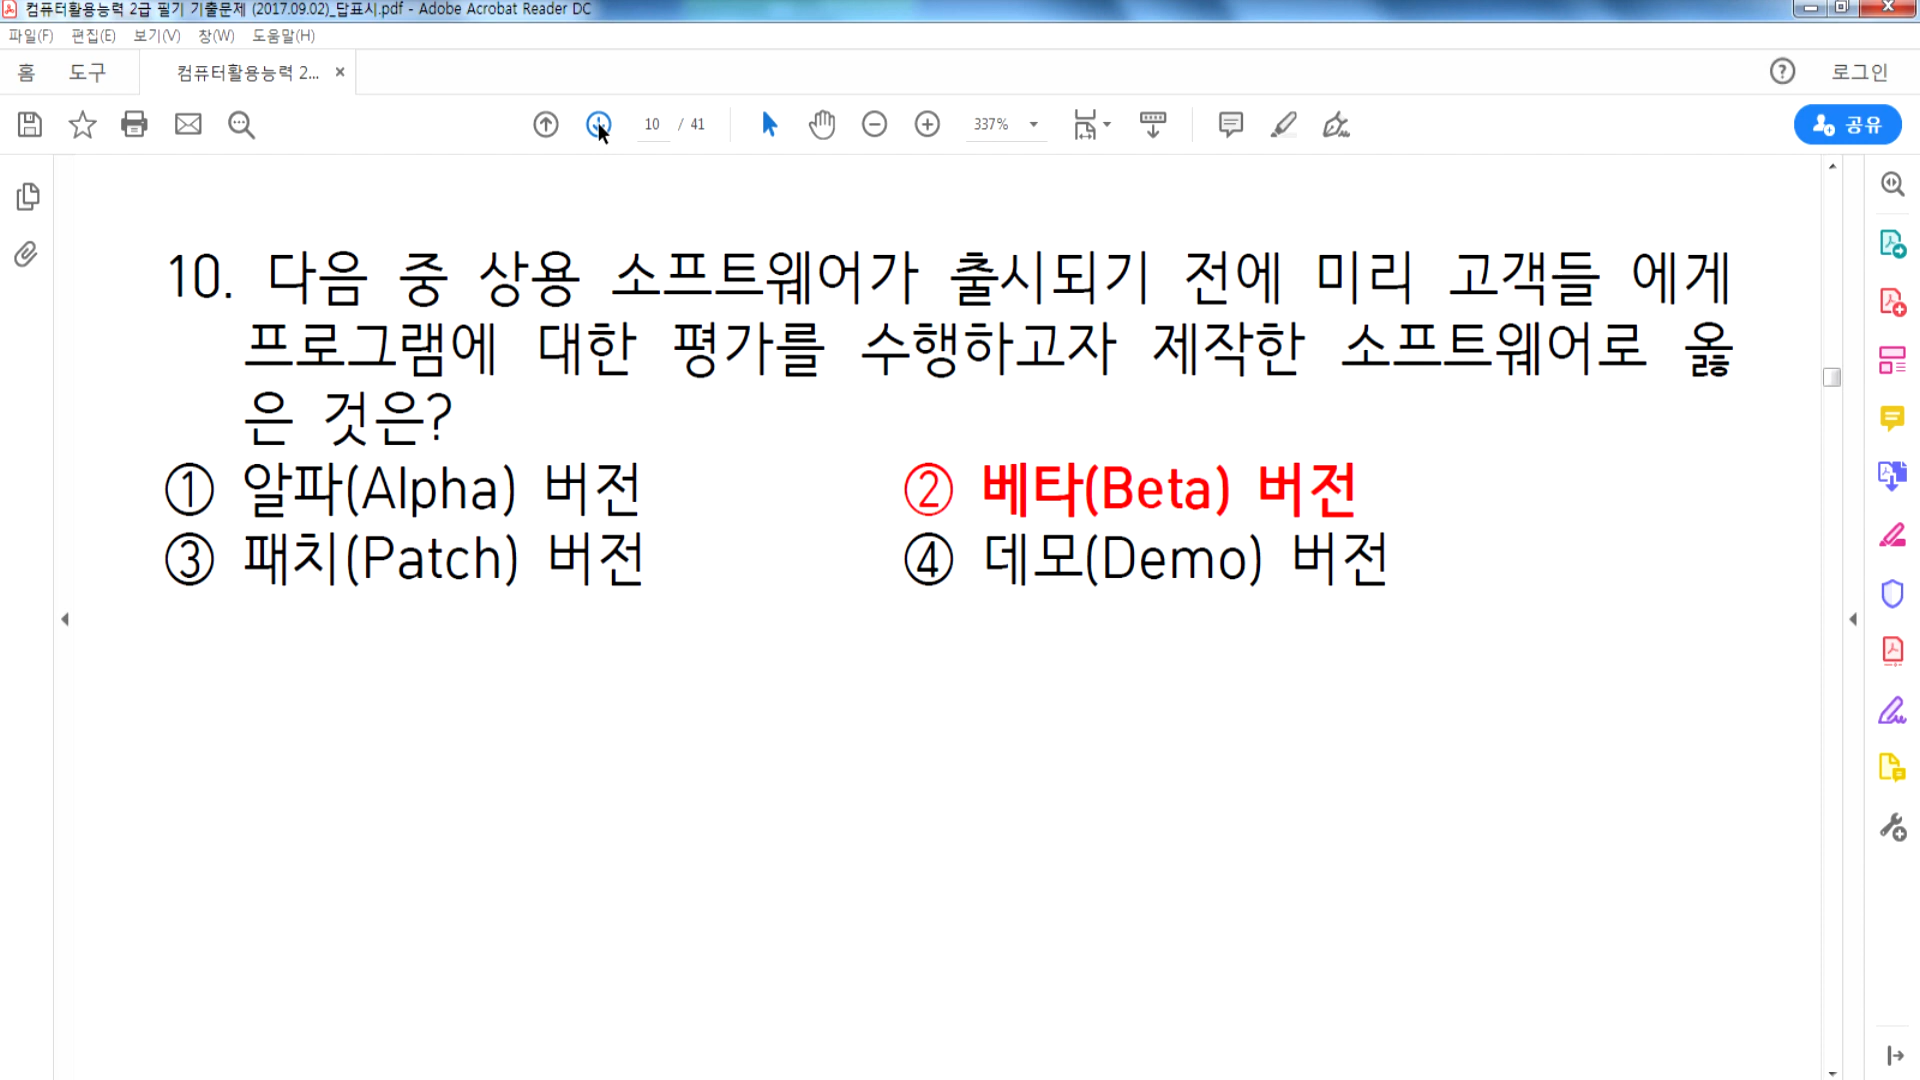 컴퓨터활용능력 2급 필기 기출문제 (2017.09.02)_답표시.pdf - Adobe Acrobat Reader DC
파일(F) 편집(E) 보기(V) 창(W) 도움말(H)
홈 도구 컴퓨터활용능력 2... × 로그인
10 / 41 337% 공유
10. 다음 중 상용 소프트웨어가 출시되기 전에 미리 고객들 에게
프로그램에 대한 평가를 수행하고자 제작한 소프트웨어로 옳
은 것은?
① 알파(Alpha) 버전 ② 베타(Beta) 버전
③ 패치(Patch) 버전 ④ 데모(Demo) 버전